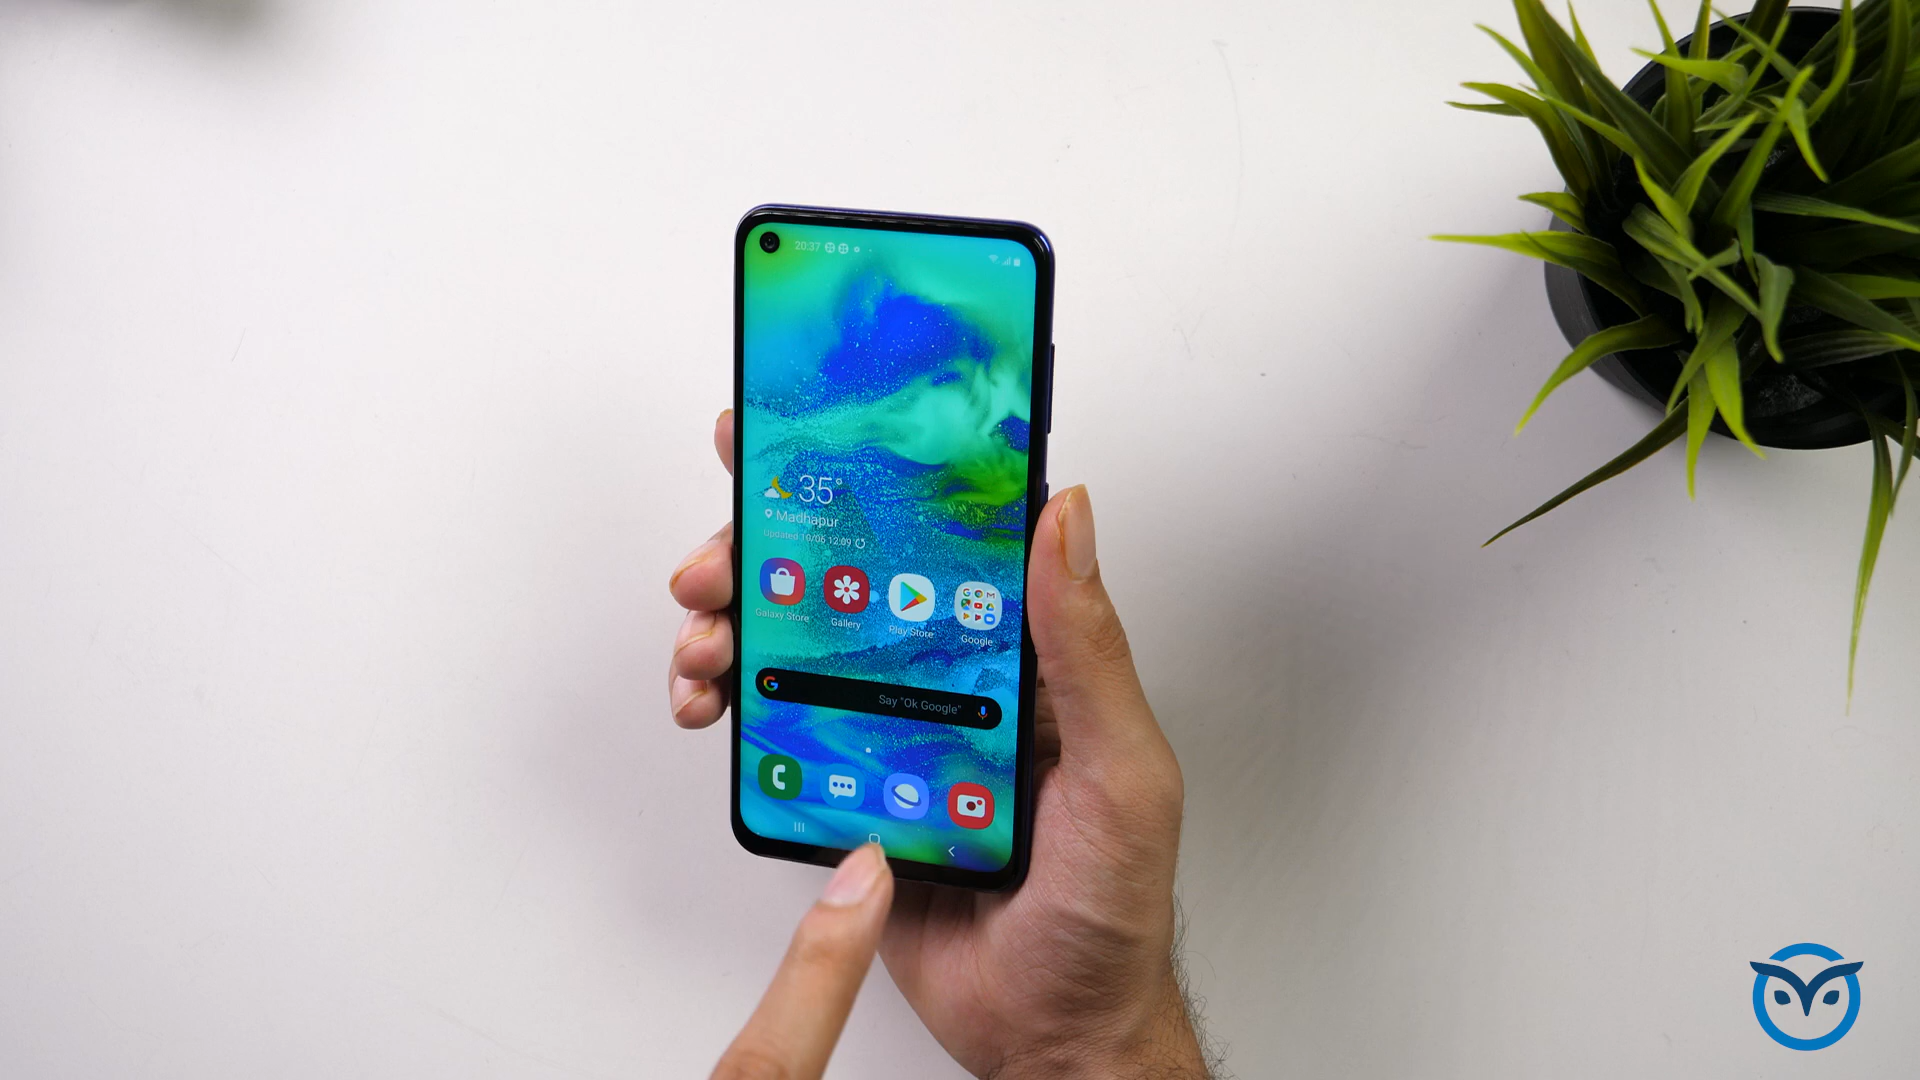 20:37
35°
Madhapur
Updated 10/06 12:09
Galaxy Store
Gallery
Play Store
Google
Say "Ok Google"